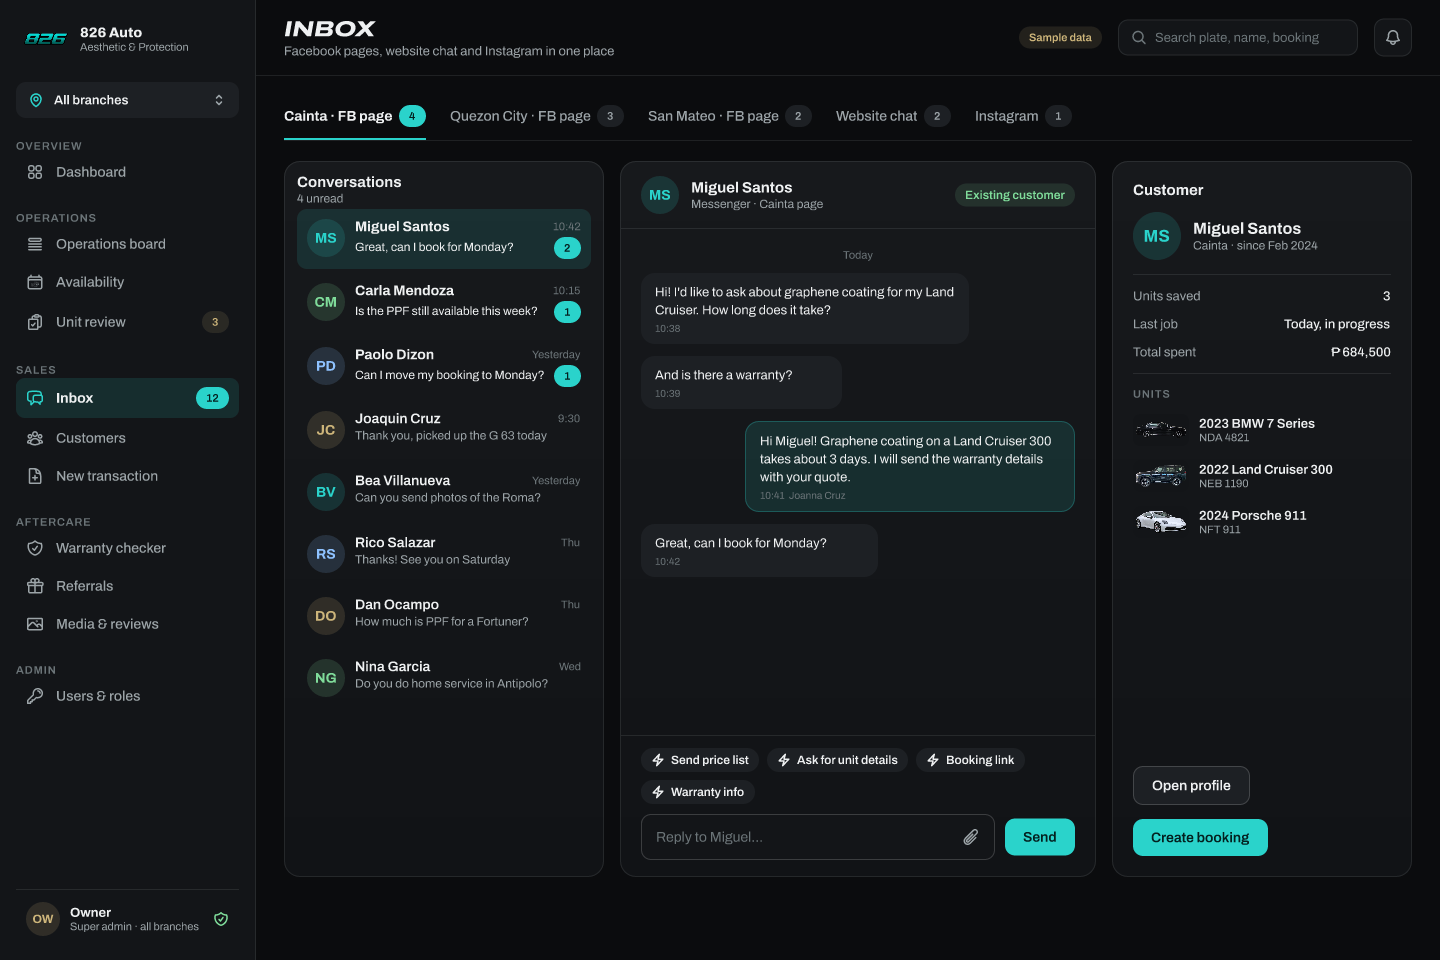 826
826 Auto
Aesthetic & Protection
All branches
OVERVIEW
Dashboard
OPERATIONS
Operations board
Availability
Unit review
3
SALES
Inbox
12
Customers
New transaction
AFTERCARE
Warranty checker
Referrals
Media & reviews
ADMIN
Users & roles
OW
Owner
Super admin · all branches
INBOX
Facebook pages, website chat and Instagram in one place
Sample data
Search plate, name, booking
Cainta · FB page 4
Quezon City · FB page 3
San Mateo · FB page 2
Website chat 2
Instagram 1
Conversations
4 unread
MS
Miguel Santos
10:42
Great, can I book for Monday?
2
CM
Carla Mendoza
10:15
Is the PPF still available this week?
1
PD
Paolo Dizon
Yesterday
Can I move my booking to Monday?
1
JC
Joaquin Cruz
9:30
Thank you, picked up the G 63 today
BV
Bea Villanueva
Yesterday
Can you send photos of the Roma?
RS
Rico Salazar
Thu
Thanks! See you on Saturday
DO
Dan Ocampo
Thu
How much is PPF for a Fortuner?
NG
Nina Garcia
Wed
Do you do home service in Antipolo?
MS
Miguel Santos
Messenger · Cainta page
Existing customer
Today
Hi! I'd like to ask about graphene coating for my Land
Cruiser. How long does it take?
10:38
And is there a warranty?
10:39
Hi Miguel! Graphene coating on a Land Cruiser 300
takes about 3 days. I will send the warranty details
with your quote.
10:41 Joanna Cruz
Great, can I book for Monday?
10:42
Send price list
Ask for unit details
Booking link
Warranty info
Reply to Miguel...
Send
Customer
MS
Miguel Santos
Cainta · since Feb 2024
Units saved
3
Last job
Today, in progress
Total spent
₱684,500
UNITS
2023 BMW 7 Series
NDA 4821
2022 Land Cruiser 300
NEB 1190
2024 Porsche 911
NFT 911
Open profile
Create booking